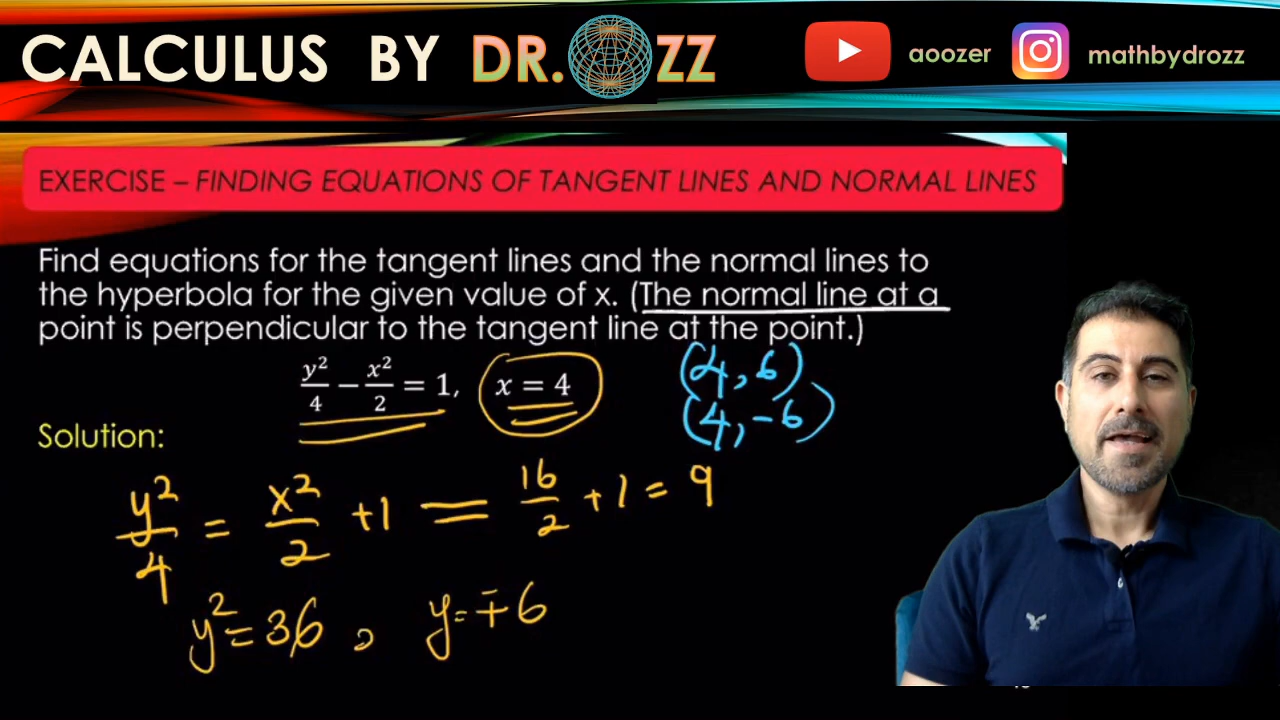 CALCULUS BY DR. OZZ
aoozer
mathbydrozz
EXERCISE – FINDING EQUATIONS OF TANGENT LINES AND NORMAL LINES
Find equations for the tangent lines and the normal lines to
the hyperbola for the given value of x. (The normal line at a
point is perpendicular to the tangent line at the point.)
y²/4 − x²/2 = 1, x = 4
(4, 6)
(4, −6)
Solution:
y²/4 = x²/2 + 1 = 16/2 + 1 = 9
y² = 36, y = ∓6